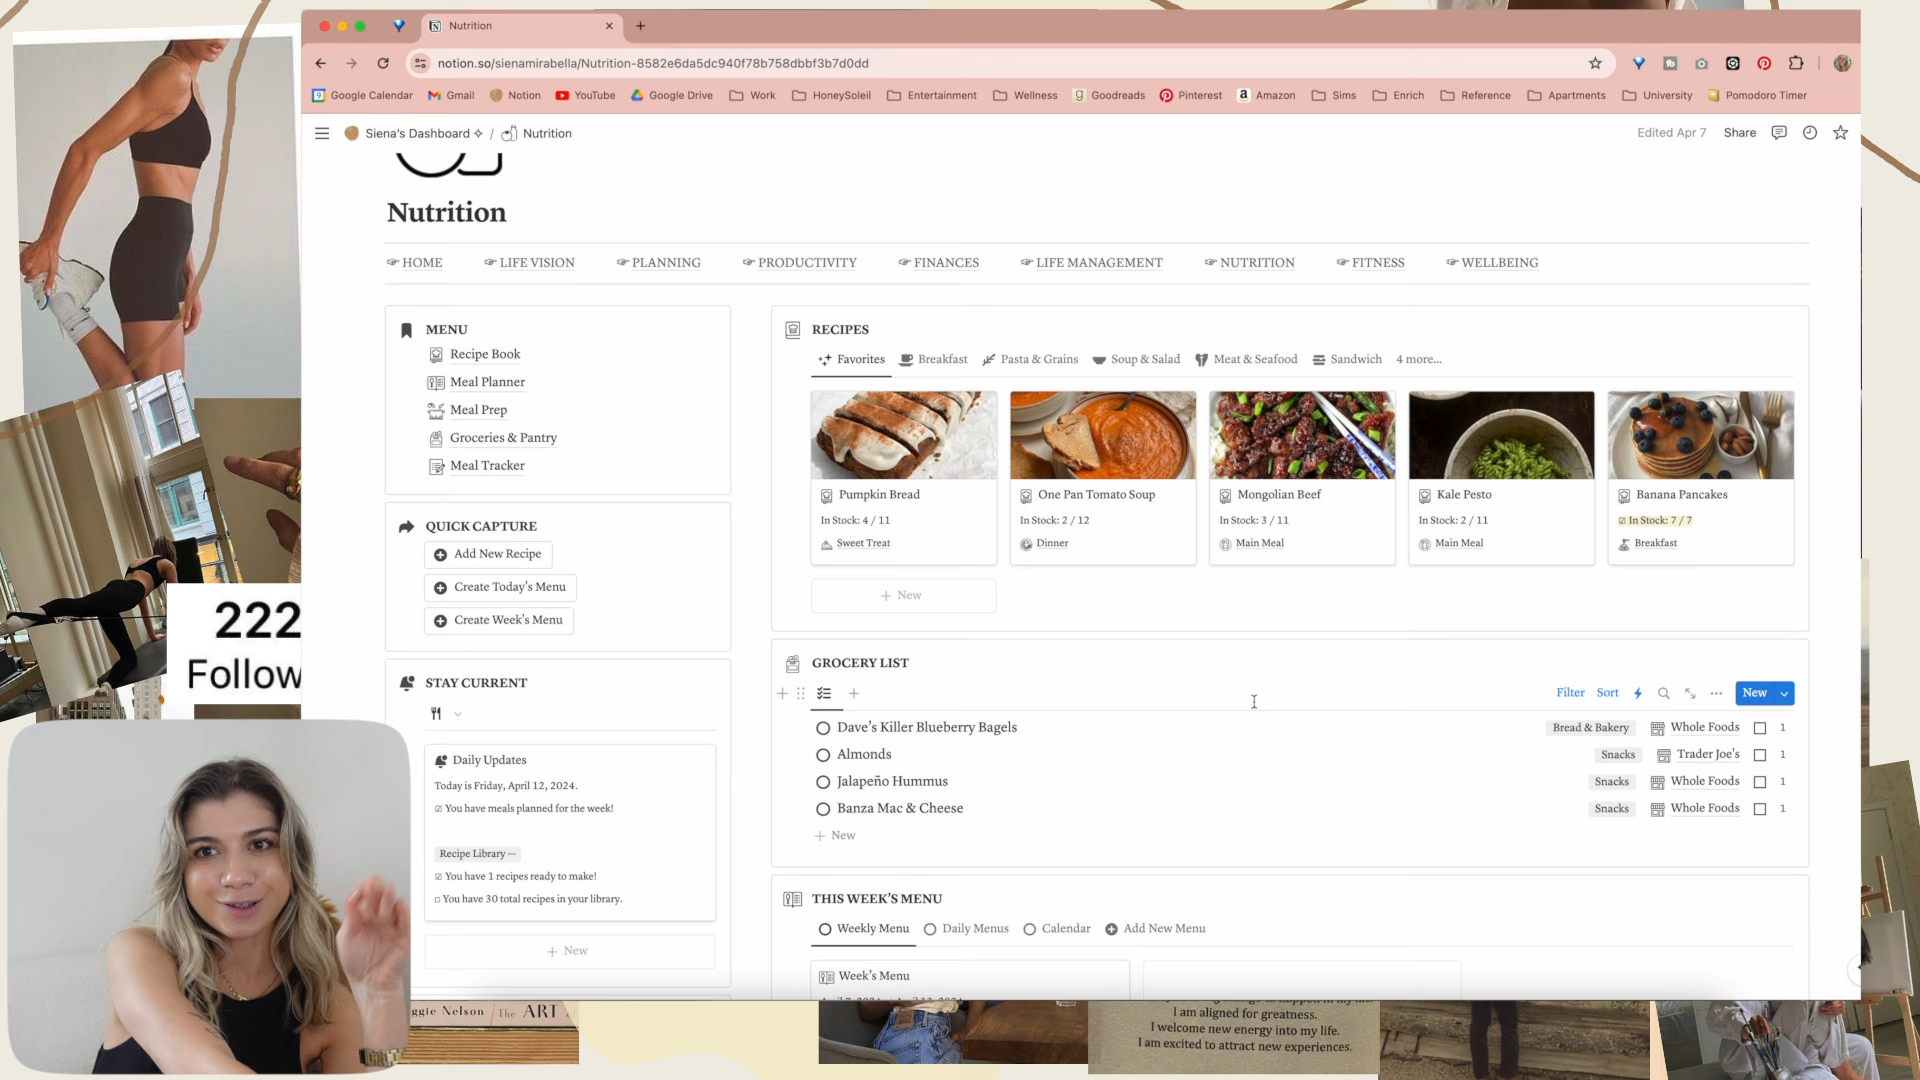 Nutrition
notion.so/sienamirabella/Nutrition-8582e6da5dc940f78b758dbbf3b7d0dd
Google Calendar Gmail Notion YouTube Google Drive Work HoneySoleil Entertainment Wellness Goodreads Pinterest Amazon Sims Enrich Reference Apartments University Pomodoro Timer
Siena's Dashboard ✧ / Nutrition
Edited Apr 7 Share
Nutrition
☞ HOME ☞ LIFE VISION ☞ PLANNING ☞ PRODUCTIVITY ☞ FINANCES ☞ LIFE MANAGEMENT ☞ NUTRITION ☞ FITNESS ☞ WELLBEING
MENU
Recipe Book
Meal Planner
Meal Prep
Groceries & Pantry
Meal Tracker
QUICK CAPTURE
Add New Recipe
Create Today's Menu
Create Week's Menu
STAY CURRENT
Daily Updates
Today is Friday, April 12, 2024.
☑ You have meals planned for the week!
Recipe Library —
☑ You have 1 recipes ready to make!
☐ You have 30 total recipes in your library.
+ New
RECIPES
Favorites Breakfast Pasta & Grains Soup & Salad Meat & Seafood Sandwich 4 more...
Pumpkin Bread
In Stock: 4 / 11
Sweet Treat
One Pan Tomato Soup
In Stock: 2 / 12
Dinner
Mongolian Beef
In Stock: 3 / 11
Main Meal
Kale Pesto
In Stock: 2 / 11
Main Meal
Banana Pancakes
☑ In Stock: 7 / 7
Breakfast
+ New
GROCERY LIST
Filter Sort New
Dave's Killer Blueberry Bagels Bread & Bakery Whole Foods 1
Almonds Snacks Trader Joe's 1
Jalapeño Hummus Snacks Whole Foods 1
Banza Mac & Cheese Snacks Whole Foods 1
+ New
THIS WEEK'S MENU
Weekly Menu Daily Menus Calendar Add New Menu
Week's Menu
222
Follow
ggie Nelson / The ART
I am aligned for greatness.
I welcome new energy into my life.
I am excited to attract new experiences.